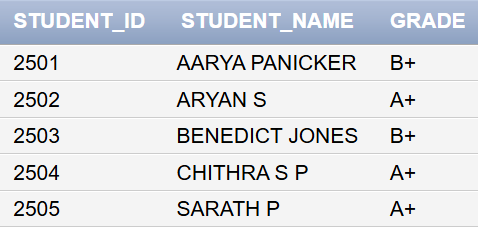 STUDENT_ID STUDENT_NAME GRADE
2501 AARYA PANICKER B+
2502 ARYAN S A+
2503 BENEDICT JONES B+
2504 CHITHRA S P A+
2505 SARATH P A+